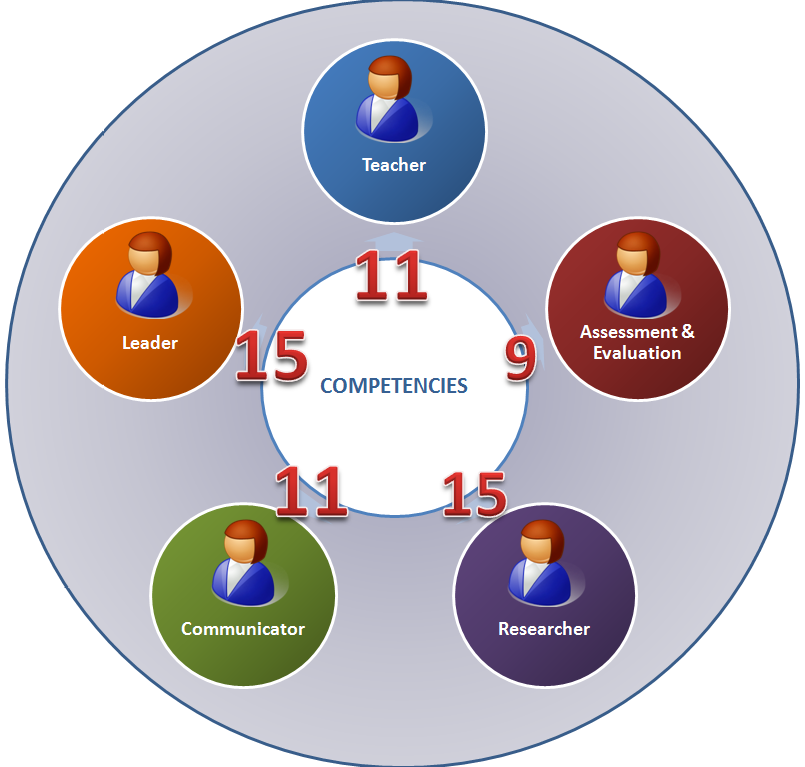 Teacher
11
Leader
15
9
Assessment &
Evaluation
COMPETENCIES
11
15
Communicator
Researcher